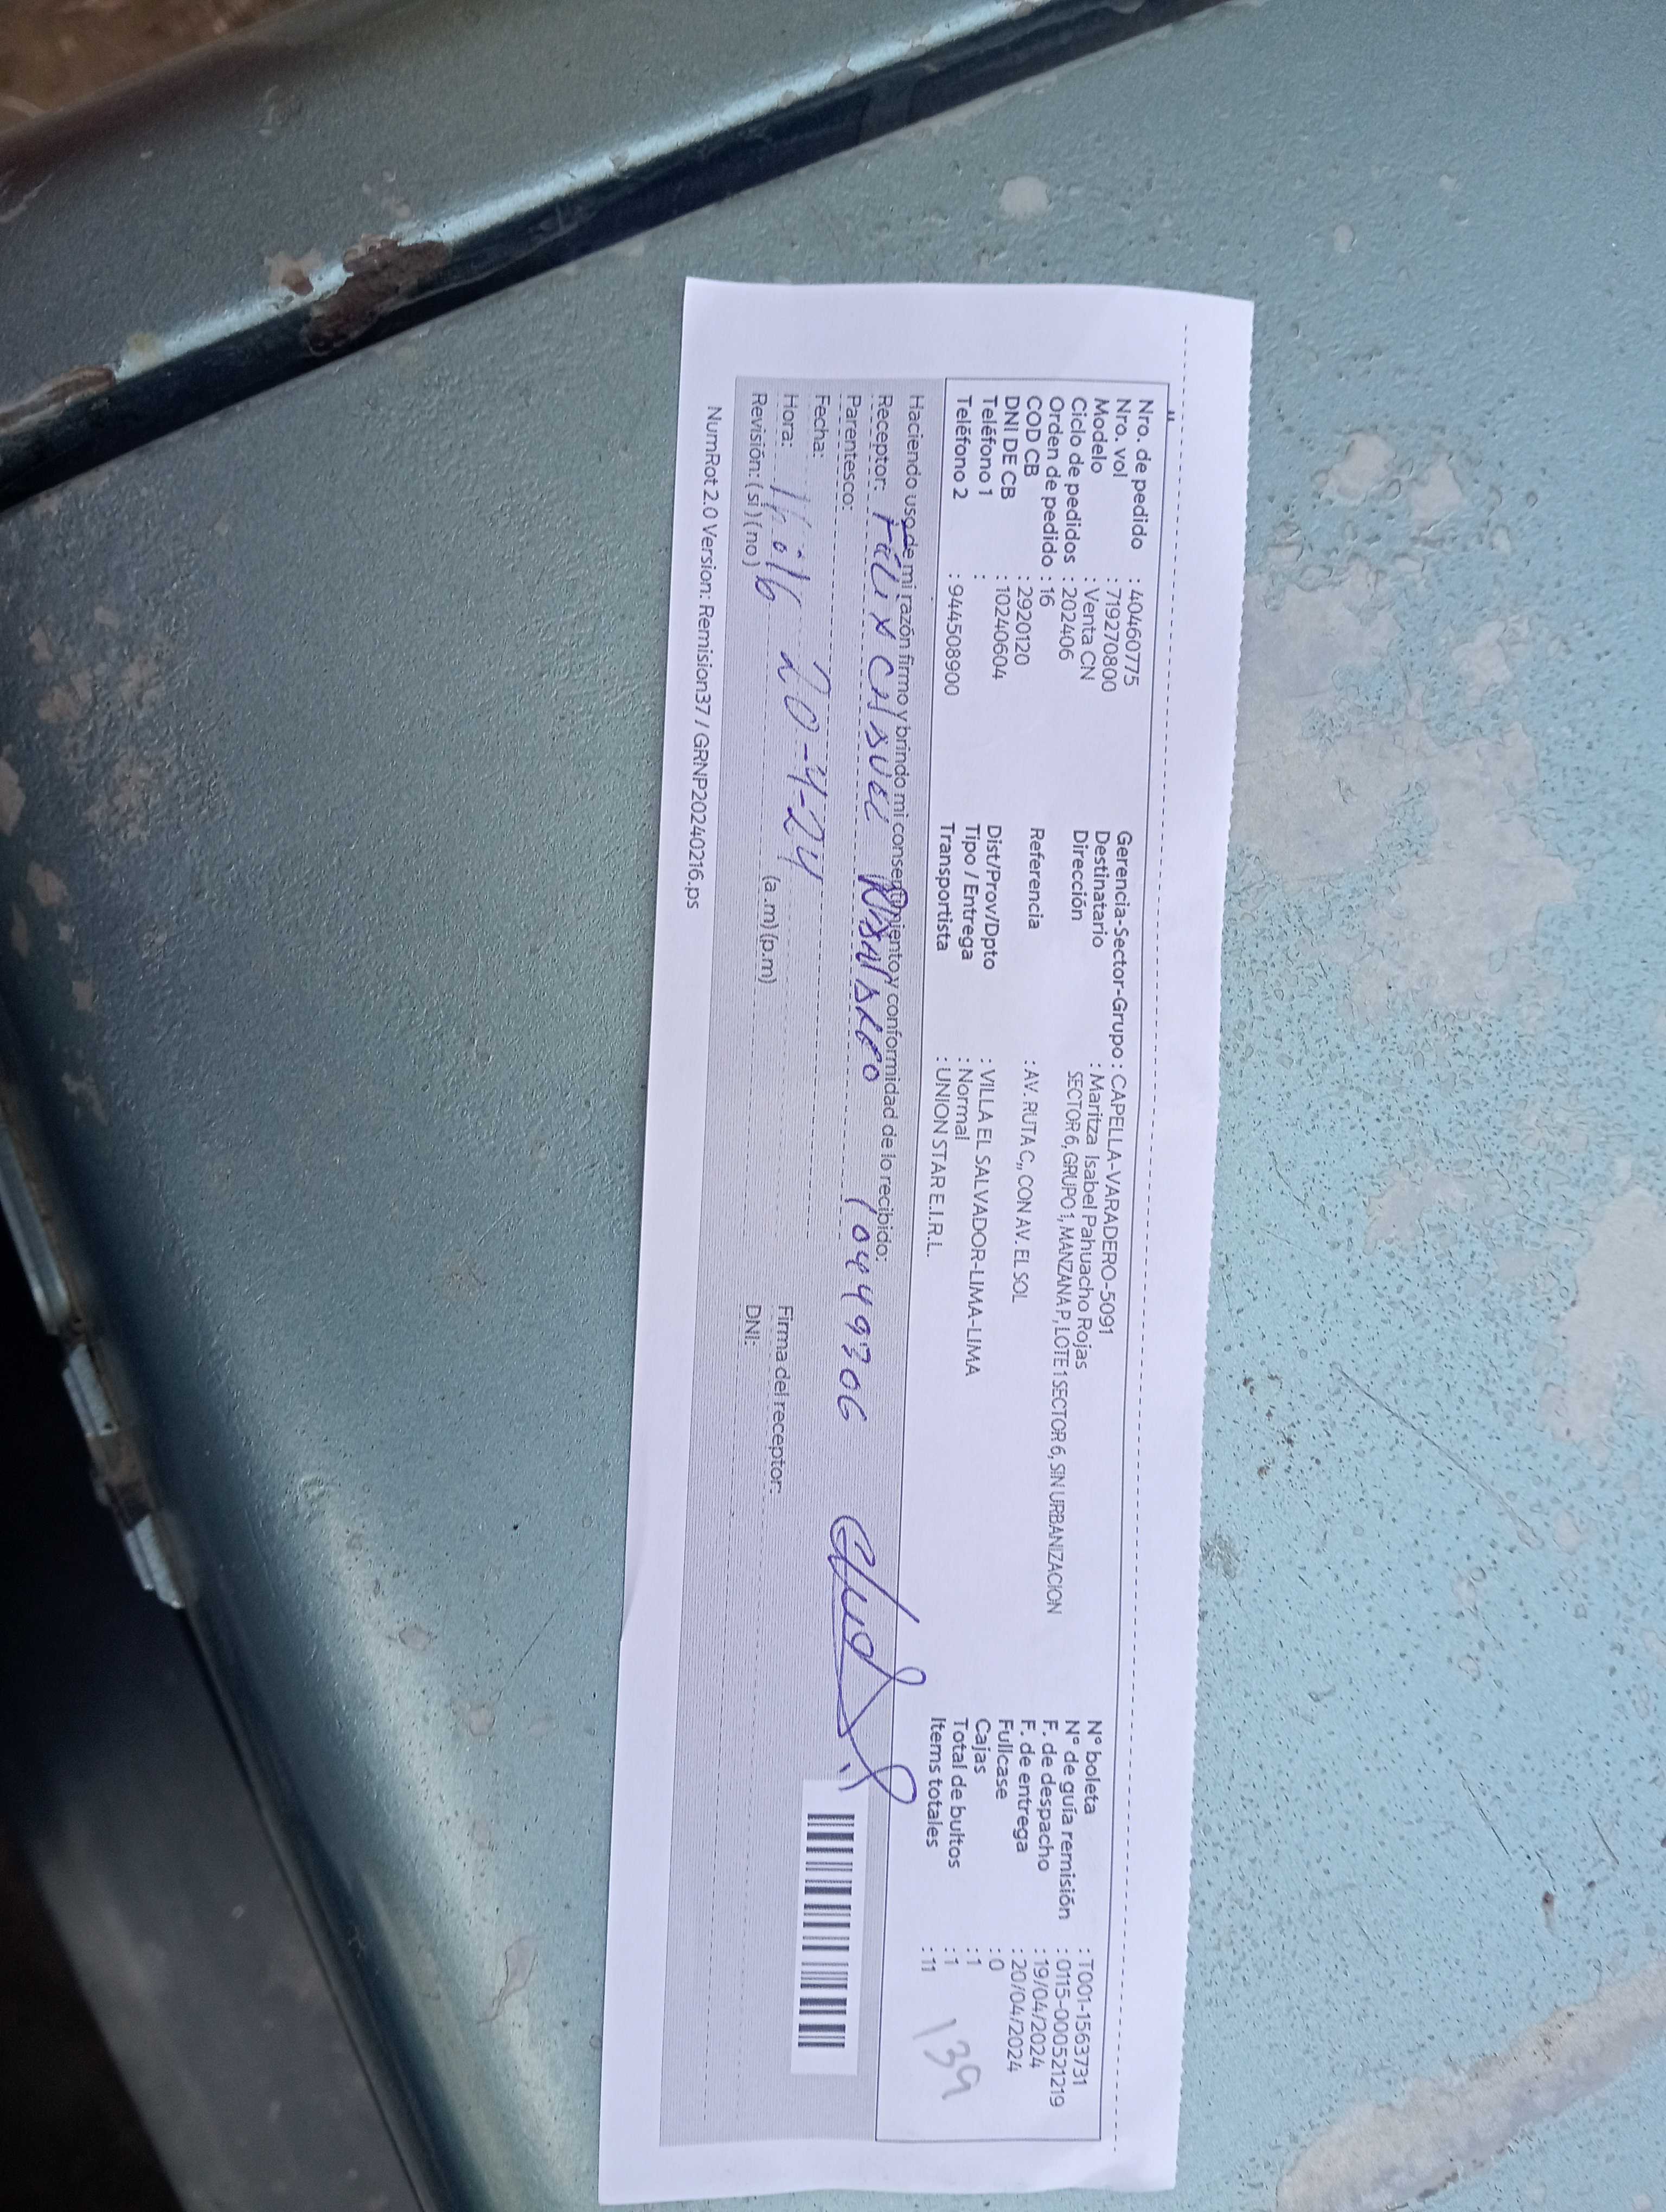 Nro. de pedido : 40460775
Nro. vol : 719270800
Modelo : Venta CN
Ciclo de pedidos : 202406
Orden de pedido : 16
COD CB : 2920120
DNI DE CB : 10240604
Teléfono 1 :
Teléfono 2 : 944508900
Gerencia-Sector-Grupo : CAPELLA-VARADERO-5091
Destinatario : Maritza Isabel Pahuacho Rojas
Dirección SECTOR 6, GRUPO 1, MANZANA P, LOTE 1 SECTOR 6, SIN URBANIZACION
Referencia : AV. RUTA C,, CON AV. EL SOL
Dist/Prov/Dpto : VILLA EL SALVADOR-LIMA-LIMA
Tipo / Entrega : Normal
Transportista : UNION STAR E.I.R.L.
N° boleta : T001-1563731
N° de guía remisión : 0115-000521219
F. de despacho : 19/04/2024
F. de entrega : 20/04/2024
Fullcase : 0
Cajas : 1
Total de bultos : 1
Items totales : 11
139
Haciendo uso de mi razón firmo y brindo mi consentimiento y conformidad de lo recibido:
Receptor: 10449306
Parentesco:
Fecha: 20-4-24
Hora: 16:16 (a .m) (p.m)
Firma del receptor:
Revisión: ( si ) ( no )
DNI:
NumRot 2.0 Version: Remision37 / GRNP20240216.ps